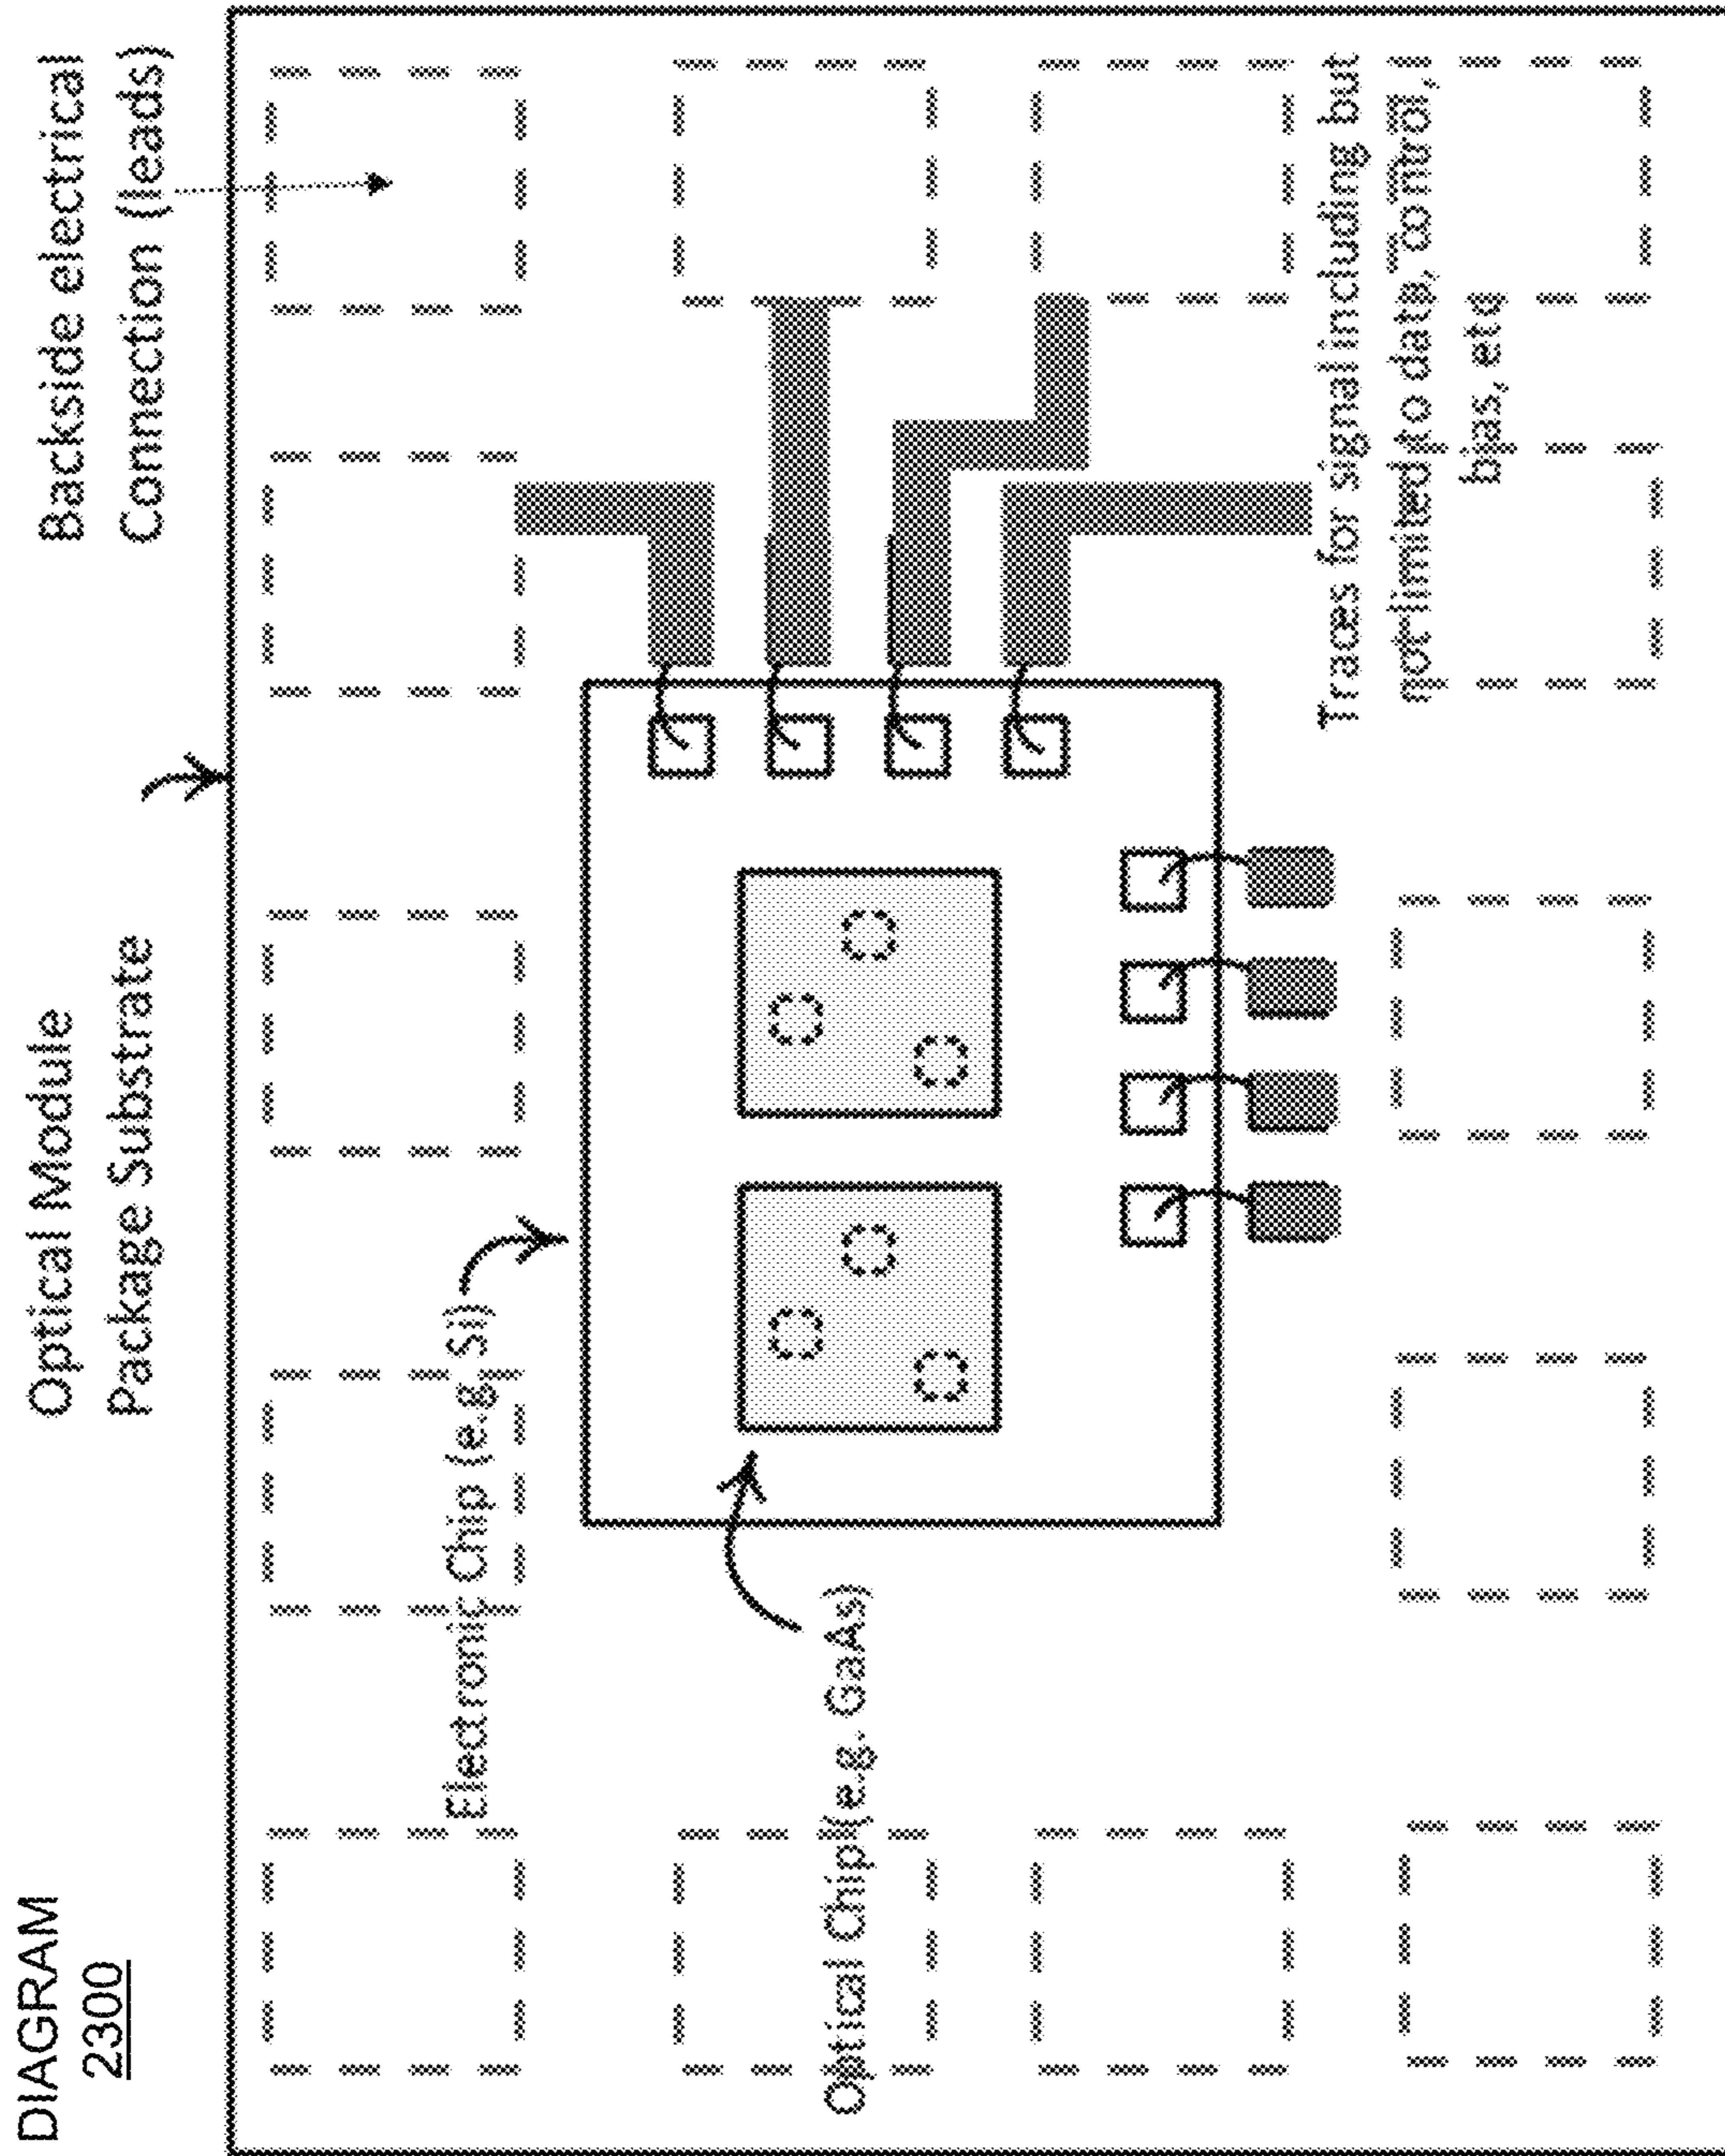 DIAGRAM
2300
Optical Module
Package Substrate
Backside electrical
Connection (leads)
Electronic Chip (e.g. Si)
Optical Chip (e.g. GaAs)
Traces for signal including but
not limited to data, control,
bias, etc